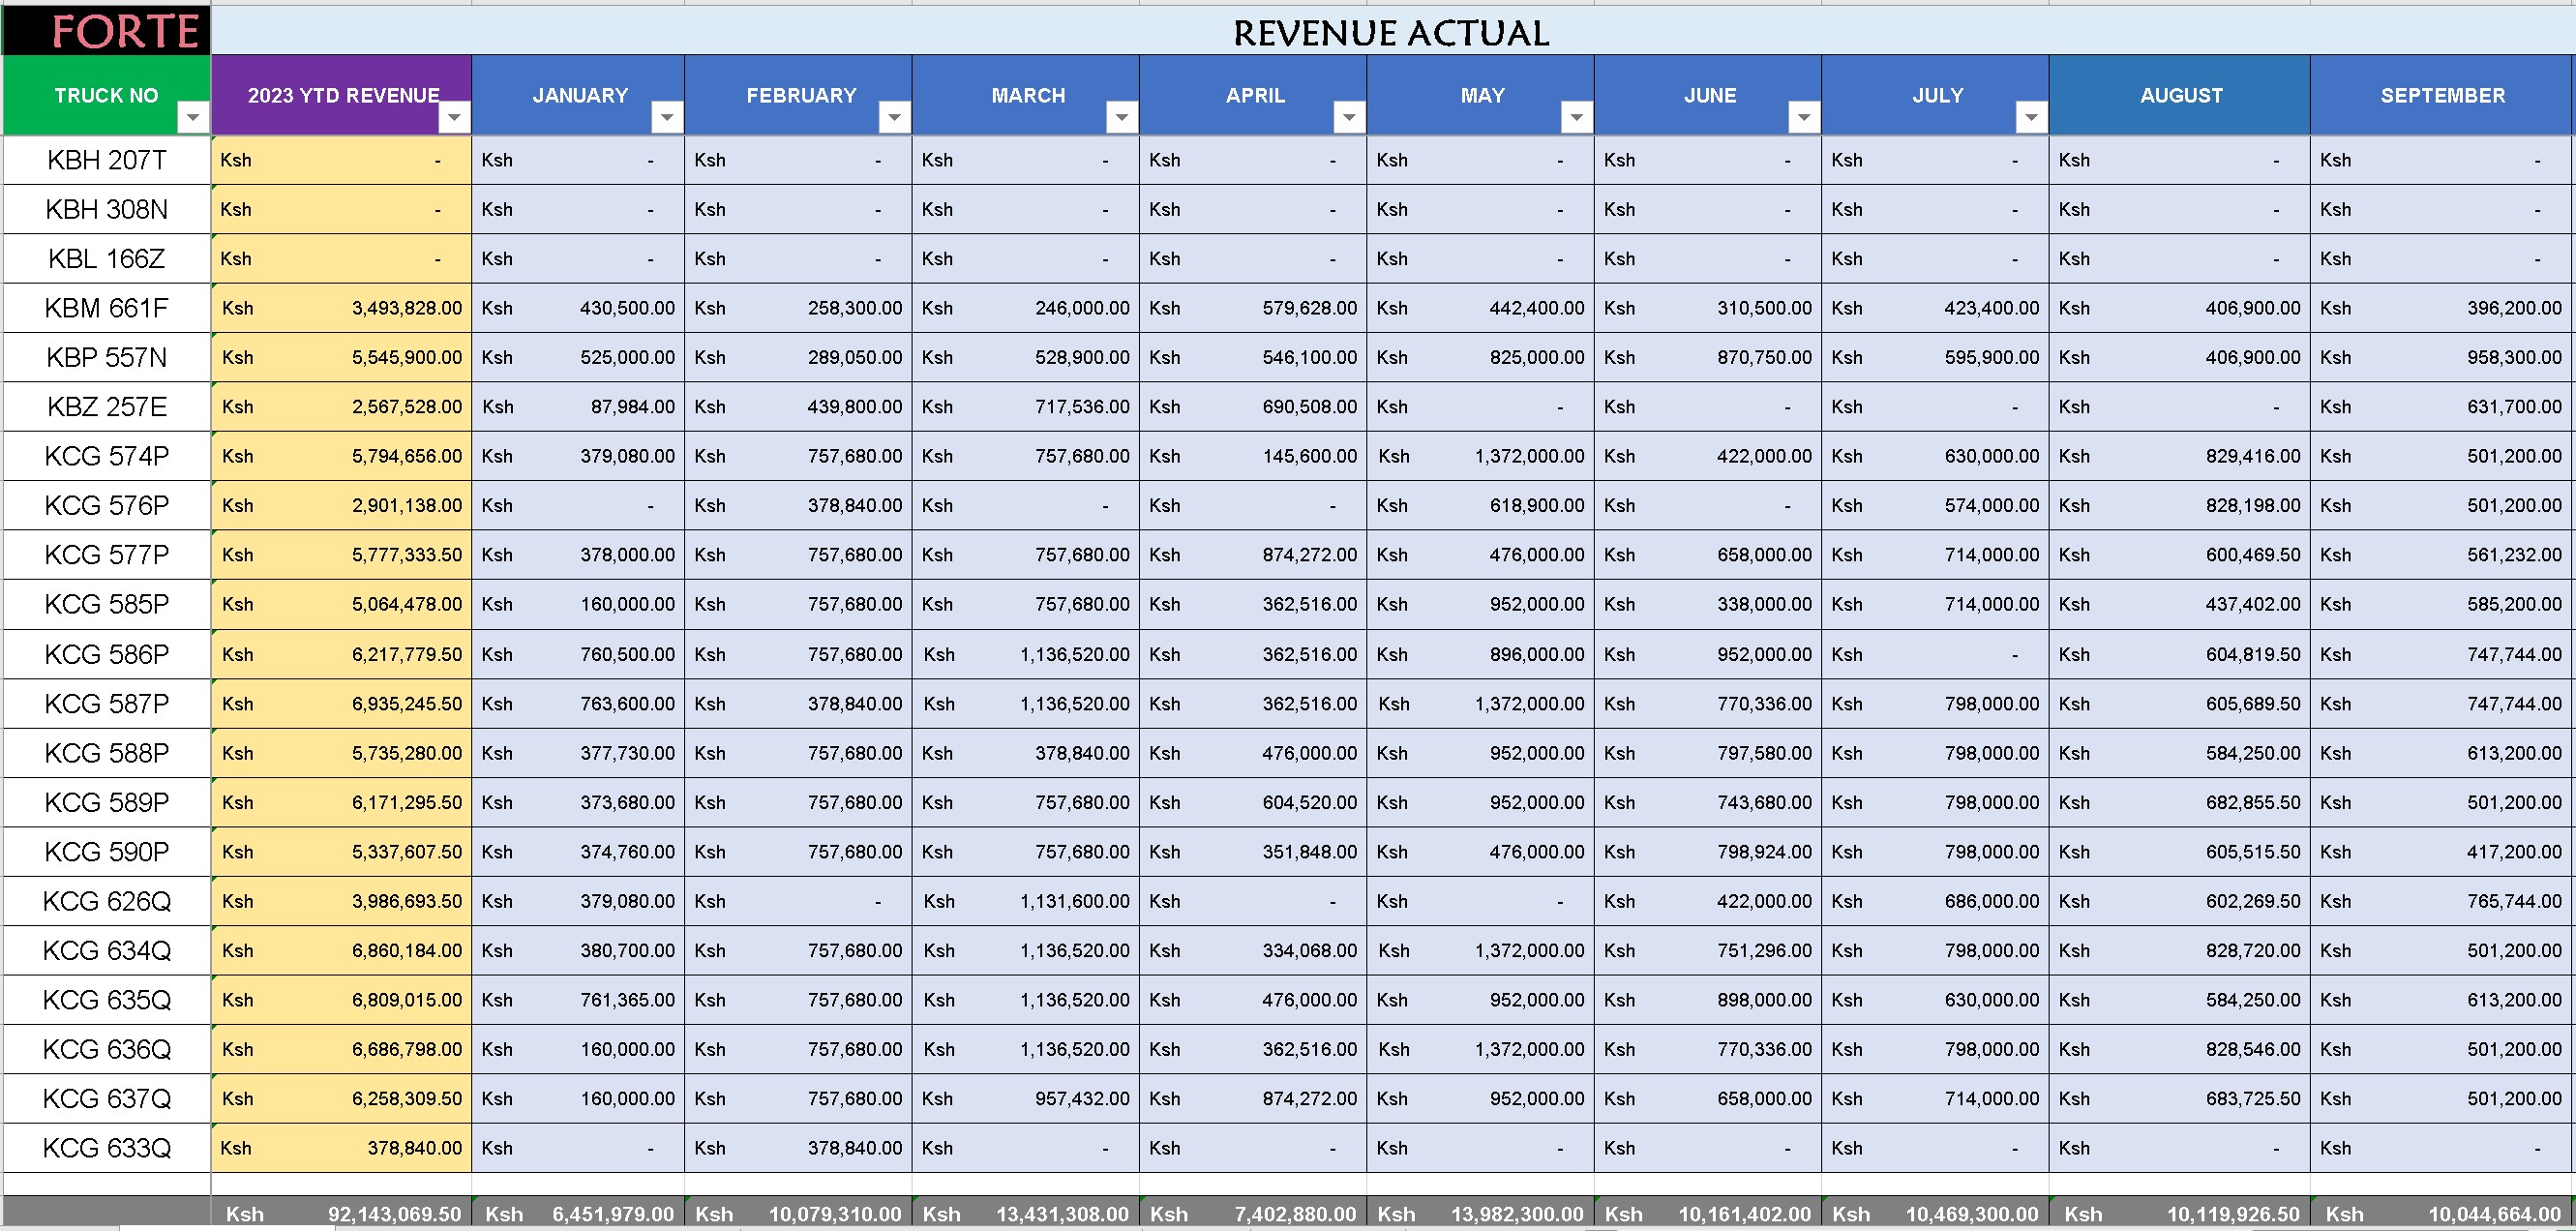 FORTE REVENUE ACTUAL
TRUCK NO 2023 YTD REVENUE JANUARY FEBRUARY MARCH APRIL MAY JUNE JULY AUGUST SEPTEMBER
KBH 207T Ksh - Ksh - Ksh - Ksh - Ksh - Ksh - Ksh - Ksh - Ksh - Ksh -
KBH 308N Ksh - Ksh - Ksh - Ksh - Ksh - Ksh - Ksh - Ksh - Ksh - Ksh -
KBL 166Z Ksh - Ksh - Ksh - Ksh - Ksh - Ksh - Ksh - Ksh - Ksh - Ksh -
KBM 661F Ksh 3,493,828.00 Ksh 430,500.00 Ksh 258,300.00 Ksh 246,000.00 Ksh 579,628.00 Ksh 442,400.00 Ksh 310,500.00 Ksh 423,400.00 Ksh 406,900.00 Ksh 396,200.00
KBP 557N Ksh 5,545,900.00 Ksh 525,000.00 Ksh 289,050.00 Ksh 528,900.00 Ksh 546,100.00 Ksh 825,000.00 Ksh 870,750.00 Ksh 595,900.00 Ksh 406,900.00 Ksh 958,300.00
KBZ 257E Ksh 2,567,528.00 Ksh 87,984.00 Ksh 439,800.00 Ksh 717,536.00 Ksh 690,508.00 Ksh - Ksh - Ksh - Ksh - Ksh 631,700.00
KCG 574P Ksh 5,794,656.00 Ksh 379,080.00 Ksh 757,680.00 Ksh 757,680.00 Ksh 145,600.00 Ksh 1,372,000.00 Ksh 422,000.00 Ksh 630,000.00 Ksh 829,416.00 Ksh 501,200.00
KCG 576P Ksh 2,901,138.00 Ksh - Ksh 378,840.00 Ksh - Ksh - Ksh 618,900.00 Ksh - Ksh 574,000.00 Ksh 828,198.00 Ksh 501,200.00
KCG 577P Ksh 5,777,333.50 Ksh 378,000.00 Ksh 757,680.00 Ksh 757,680.00 Ksh 874,272.00 Ksh 476,000.00 Ksh 658,000.00 Ksh 714,000.00 Ksh 600,469.50 Ksh 561,232.00
KCG 585P Ksh 5,064,478.00 Ksh 160,000.00 Ksh 757,680.00 Ksh 757,680.00 Ksh 362,516.00 Ksh 952,000.00 Ksh 338,000.00 Ksh 714,000.00 Ksh 437,402.00 Ksh 585,200.00
KCG 586P Ksh 6,217,779.50 Ksh 760,500.00 Ksh 757,680.00 Ksh 1,136,520.00 Ksh 362,516.00 Ksh 896,000.00 Ksh 952,000.00 Ksh - Ksh 604,819.50 Ksh 747,744.00
KCG 587P Ksh 6,935,245.50 Ksh 763,600.00 Ksh 378,840.00 Ksh 1,136,520.00 Ksh 362,516.00 Ksh 1,372,000.00 Ksh 770,336.00 Ksh 798,000.00 Ksh 605,689.50 Ksh 747,744.00
KCG 588P Ksh 5,735,280.00 Ksh 377,730.00 Ksh 757,680.00 Ksh 378,840.00 Ksh 476,000.00 Ksh 952,000.00 Ksh 797,580.00 Ksh 798,000.00 Ksh 584,250.00 Ksh 613,200.00
KCG 589P Ksh 6,171,295.50 Ksh 373,680.00 Ksh 757,680.00 Ksh 757,680.00 Ksh 604,520.00 Ksh 952,000.00 Ksh 743,680.00 Ksh 798,000.00 Ksh 682,855.50 Ksh 501,200.00
KCG 590P Ksh 5,337,607.50 Ksh 374,760.00 Ksh 757,680.00 Ksh 757,680.00 Ksh 351,848.00 Ksh 476,000.00 Ksh 798,924.00 Ksh 798,000.00 Ksh 605,515.50 Ksh 417,200.00
KCG 626Q Ksh 3,986,693.50 Ksh 379,080.00 Ksh - Ksh 1,131,600.00 Ksh - Ksh - Ksh 422,000.00 Ksh 686,000.00 Ksh 602,269.50 Ksh 765,744.00
KCG 634Q Ksh 6,860,184.00 Ksh 380,700.00 Ksh 757,680.00 Ksh 1,136,520.00 Ksh 334,068.00 Ksh 1,372,000.00 Ksh 751,296.00 Ksh 798,000.00 Ksh 828,720.00 Ksh 501,200.00
KCG 635Q Ksh 6,809,015.00 Ksh 761,365.00 Ksh 757,680.00 Ksh 1,136,520.00 Ksh 476,000.00 Ksh 952,000.00 Ksh 898,000.00 Ksh 630,000.00 Ksh 584,250.00 Ksh 613,200.00
KCG 636Q Ksh 6,686,798.00 Ksh 160,000.00 Ksh 757,680.00 Ksh 1,136,520.00 Ksh 362,516.00 Ksh 1,372,000.00 Ksh 770,336.00 Ksh 798,000.00 Ksh 828,546.00 Ksh 501,200.00
KCG 637Q Ksh 6,258,309.50 Ksh 160,000.00 Ksh 757,680.00 Ksh 957,432.00 Ksh 874,272.00 Ksh 952,000.00 Ksh 658,000.00 Ksh 714,000.00 Ksh 683,725.50 Ksh 501,200.00
KCG 633Q Ksh 378,840.00 Ksh - Ksh 378,840.00 Ksh - Ksh - Ksh - Ksh - Ksh - Ksh - Ksh -
Ksh 92,143,069.50 Ksh 6,451,979.00 Ksh 10,079,310.00 Ksh 13,431,308.00 Ksh 7,402,880.00 Ksh 13,982,300.00 Ksh 10,161,402.00 Ksh 10,469,300.00 Ksh 10,119,926.50 Ksh 10,044,664.00